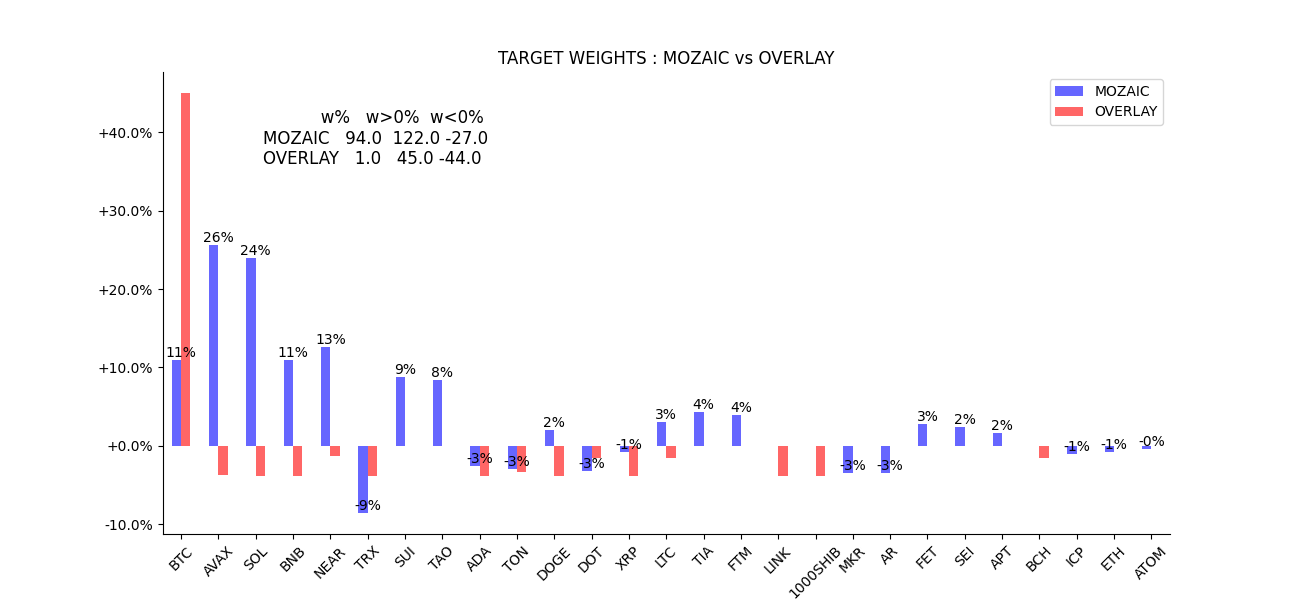 TARGET WEIGHTS : MOZAIC vs OVERLAY
MOZAIC
OVERLAY
w% w>0% w<0%
MOZAIC 94.0 122.0 -27.0
OVERLAY 1.0 45.0 -44.0
+40.0%
+30.0%
+20.0%
+10.0%
+0.0%
-10.0%
11%
26%
24%
11%
13%
-9%
9%
8%
-3%
-3%
2%
-3%
-1%
3%
4%
4%
-3%
-3%
3%
2%
2%
-1%
-1%
-0%
BTC
AVAX
SOL
BNB
NEAR
TRX
SUI
TAO
ADA
TON
DOGE
DOT
XRP
LTC
TIA
FTM
LINK
1000SHIB
MKR
AR
FET
SEI
APT
BCH
ICP
ETH
ATOM